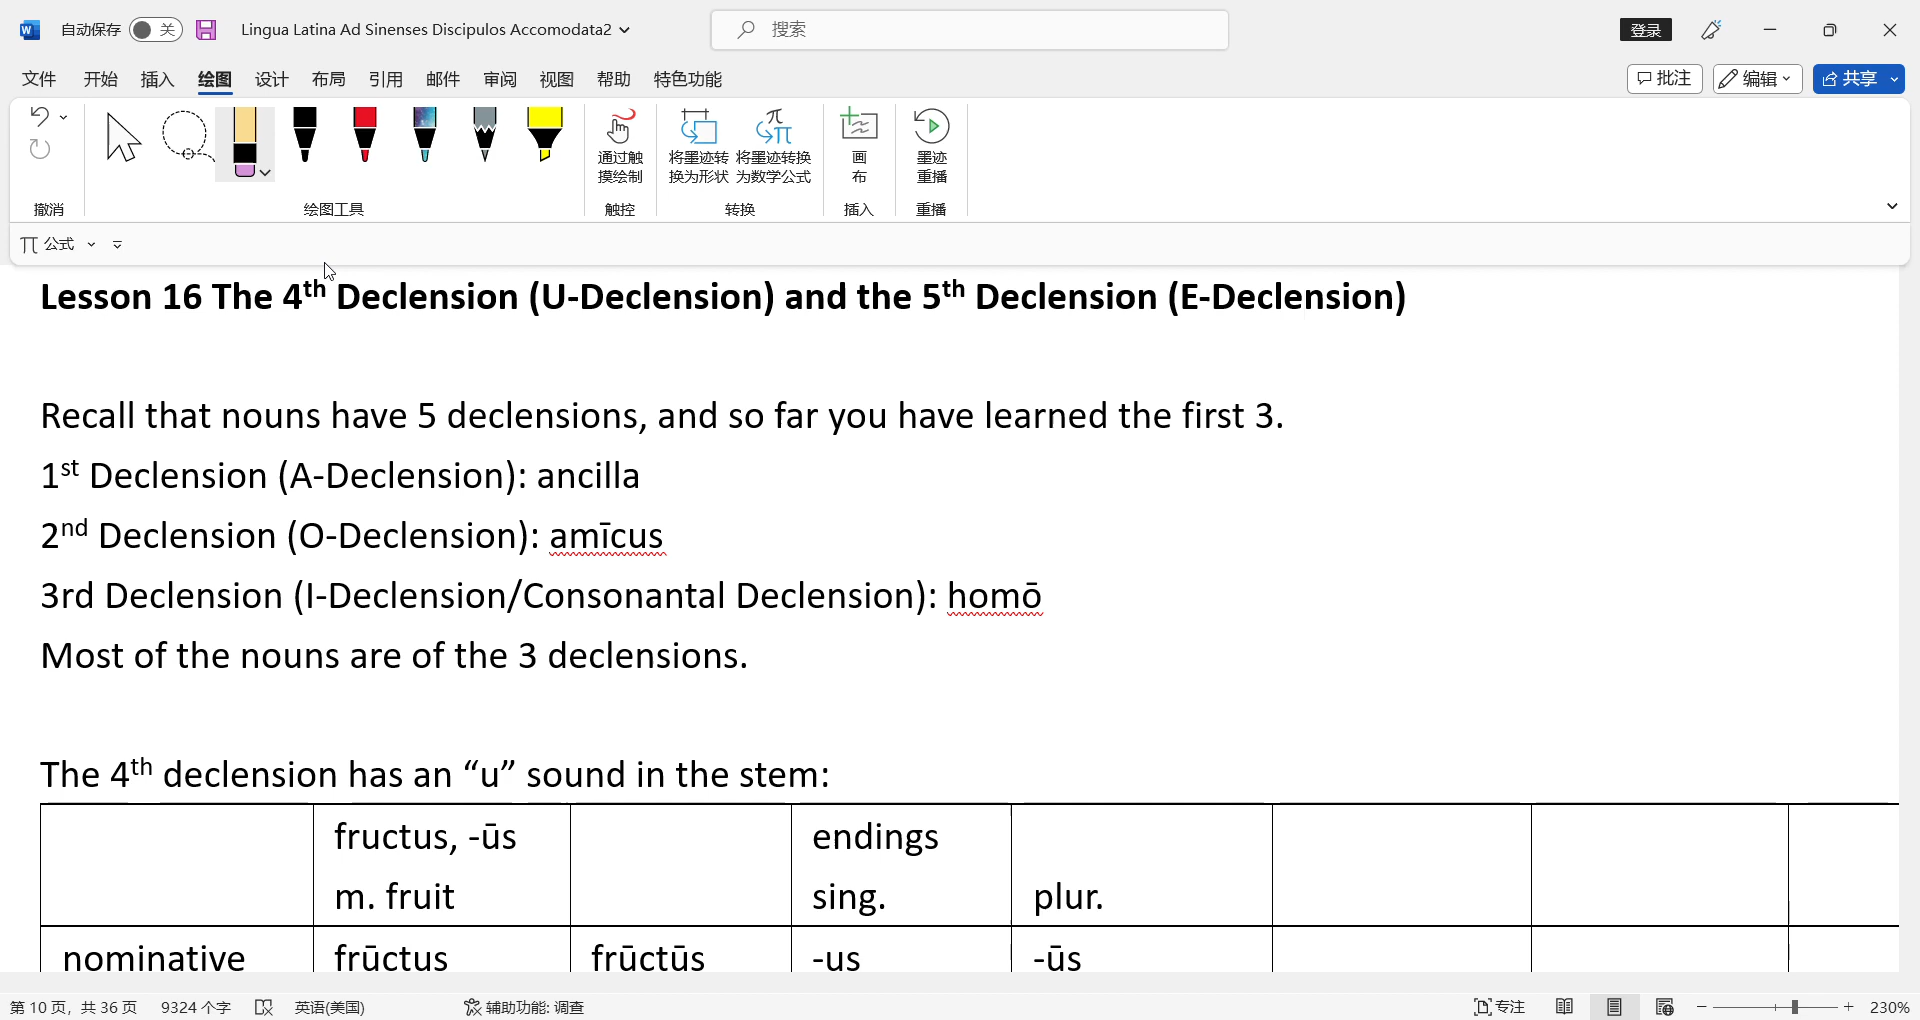 自动保存 关 Lingua Latina Ad Sinenses Discipulos Accomodata2 搜索 登录
文件 开始 插入 绘图 设计 布局 引用 邮件 审阅 视图 帮助 特色功能 批注 编辑 共享
通过触摸绘制 将墨迹转换为形状 将墨迹转换为数学公式 画布 墨迹重播
撤消 绘图工具 触控 转换 插入 重播
公式
Lesson 16 The 4th Declension (U-Declension) and the 5th Declension (E-Declension)
Recall that nouns have 5 declensions, and so far you have learned the first 3.
1st Declension (A-Declension): ancilla
2nd Declension (O-Declension): amīcus
3rd Declension (I-Declension/Consonantal Declension): homō
Most of the nouns are of the 3 declensions.
The 4th declension has an “u” sound in the stem:
fructus, -ūs endings
m. fruit sing. plur.
nominative frūctus frūctūs -us -ūs
第 10 页，共 36 页 9324 个字 英语(美国) 辅助功能: 调查 专注 230%